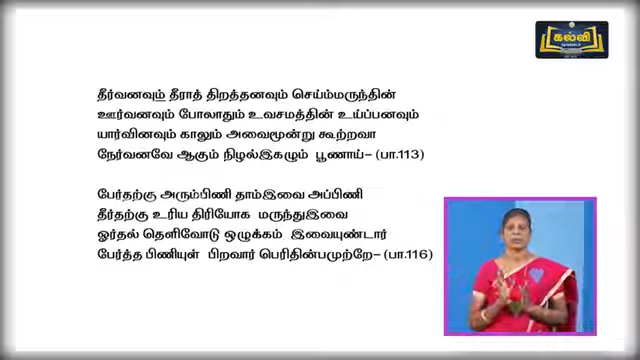 கல்வி
தீர்வனவும் தீராத் திறத்தனவும் செய்ம்மருந்தின்
ஊர்வனவும் போலாதும் உவசமத்தின் உய்ப்பனவும்
யார்வினவும் காலும் அவைமூன்று கூற்றவா
நேர்வனவே ஆகும் நிழல்இகழும் பூணாய்– (பா.113)
பேர்தற்கு அரும்பிணி தாம்இவை அப்பிணி
தீர்தற்கு உரிய திரியோக மருந்துஇவை
ஓர்தல் தெளிவோடு ஒழுக்கம் இவையுண்டார்
பேர்த்த பிணியுள் பிறவார் பெரிதின்பமுற்றே– (பா.116)